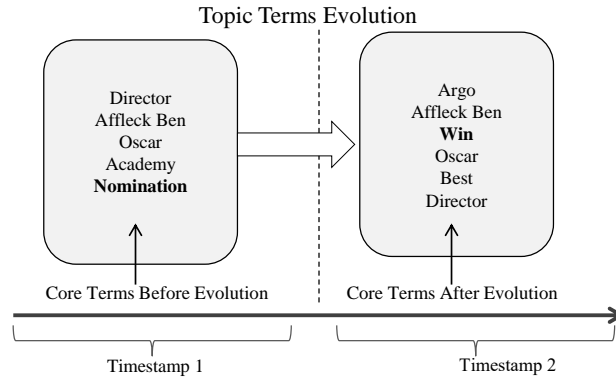 Topic Terms Evolution
Director
Affleck Ben
Oscar
Academy
Nomination
Argo
Affleck Ben
Win
Oscar
Best
Director
Core Terms Before Evolution
Core Terms After Evolution
Timestamp 1
Timestamp 2